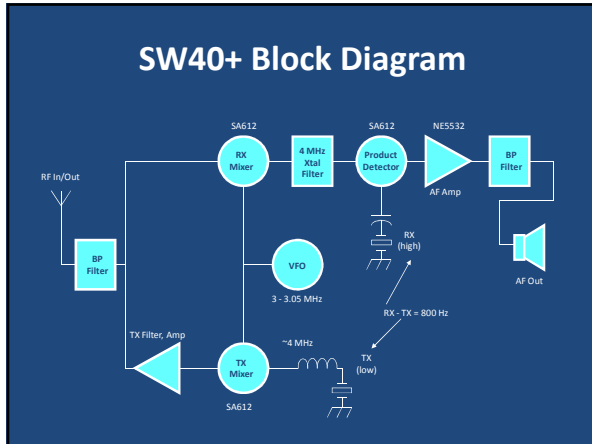 SW40+ Block Diagram
SA612
SA612
NE5532
RX
Mixer
4 MHz
Xtal
Filter
Product
Detector
BP
Filter
AF Amp
RF In/Out
RX
(high)
BP
Filter
VFO
3 - 3.05 MHz
AF Out
RX - TX = 800 Hz
TX Filter, Amp
~4 MHz
TX
(low)
TX
Mixer
SA612